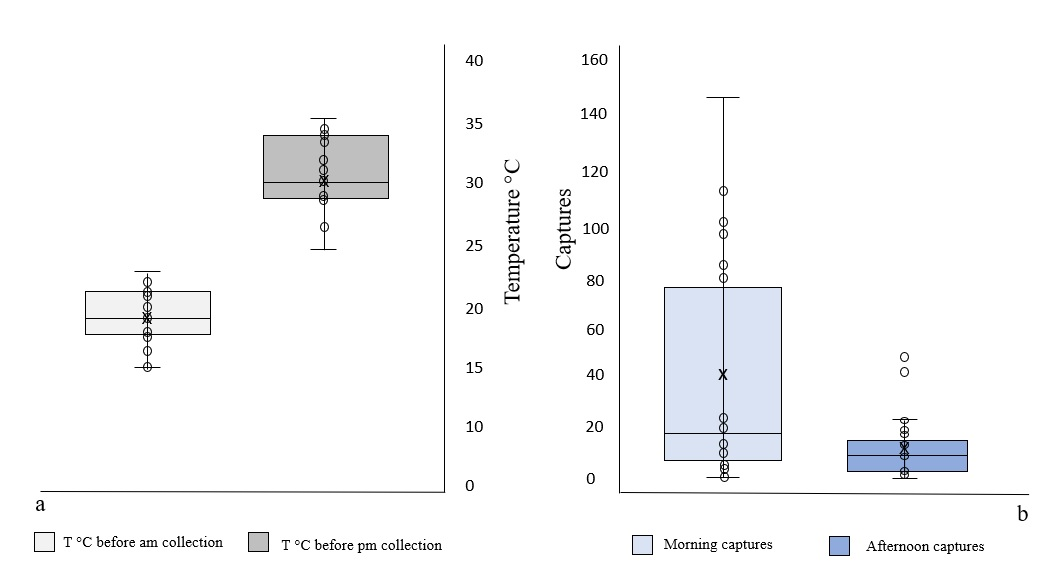 40
35
30
25
20
15
10
0
Temperature °C
a
T °C before am collection
T °C before pm collection
160
140
120
100
80
60
40
20
0
Captures
x
x
x
x
b
Morning captures
Afternoon captures